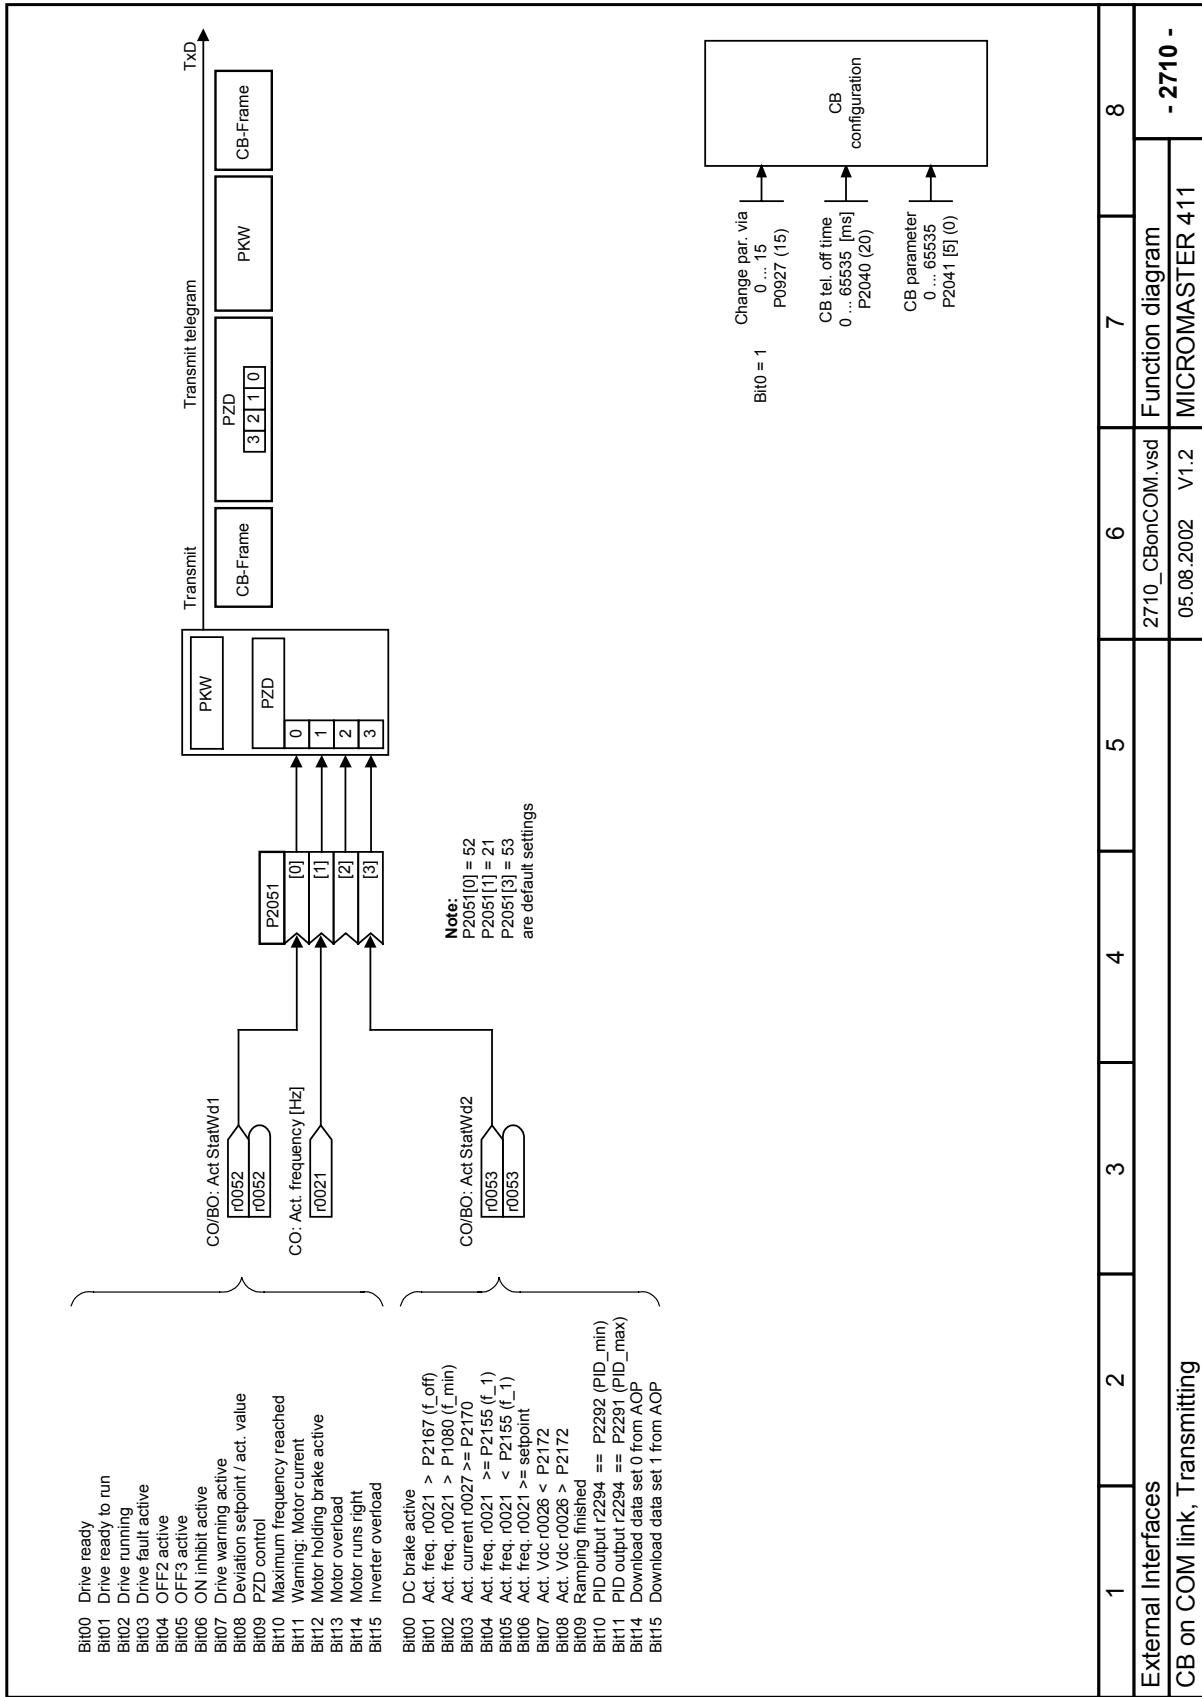 Bit00 Drive ready
Bit01 Drive ready to run
Bit02 Drive running
Bit03 Drive fault active
Bit04 OFF2 active
Bit05 OFF3 active
Bit06 ON inhibit active
Bit07 Drive warning active
Bit08 Deviation setpoint / act. value
Bit09 PZD control
Bit10 Maximum frequency reached
Bit11 Warning: Motor current
Bit12 Motor holding brake active
Bit13 Motor overload
Bit14 Motor runs right
Bit15 Inverter overload
Bit00 DC brake active
Bit01 Act. freq. r0021 > P2167 (f_off)
Bit02 Act. freq. r0021 > P1080 (f_min)
Bit03 Act. current r0027 >= P2170
Bit04 Act. freq. r0021 >= P2155 (f_1)
Bit05 Act. freq. r0021 < P2155 (f_1)
Bit06 Act. freq. r0021 >= setpoint
Bit07 Act. Vdc r0026 < P2172
Bit08 Act. Vdc r0026 > P2172
Bit09 Ramping finished
Bit10 PID output r2294 == P2292 (PID_min)
Bit11 PID output r2294 == P2291 (PID_max)
Bit14 Download data set 0 from AOP
Bit15 Download data set 1 from AOP
CO/BO: Act StatWd1
r0052
r0052
CO: Act. frequency [Hz]
r0021
CO/BO: Act StatWd2
r0053
r0053
P2051
[0]
[1]
[2]
[3]
Note:
P2051[0] = 52
P2051[1] = 21
P2051[3] = 53
are default settings
PKW
PZD
0
1
2
3
Transmit
Transmit telegram
TxD
CB-Frame
PZD
3 2 1 0
PKW
CB-Frame
Bit0 = 1
Change par. via
0 ... 15
P0927 (15)
CB tel. off time
0 ... 65535 [ms]
P2040 (20)
CB parameter
0 ... 65535
P2041 [5] (0)
CB
configuration
1 2 3 4 5 6 7 8
External Interfaces
2710_CBonCOM.vsd
Function diagram
- 2710 -
CB on COM link, Transmitting
05.08.2002 V1.2
MICROMASTER 411